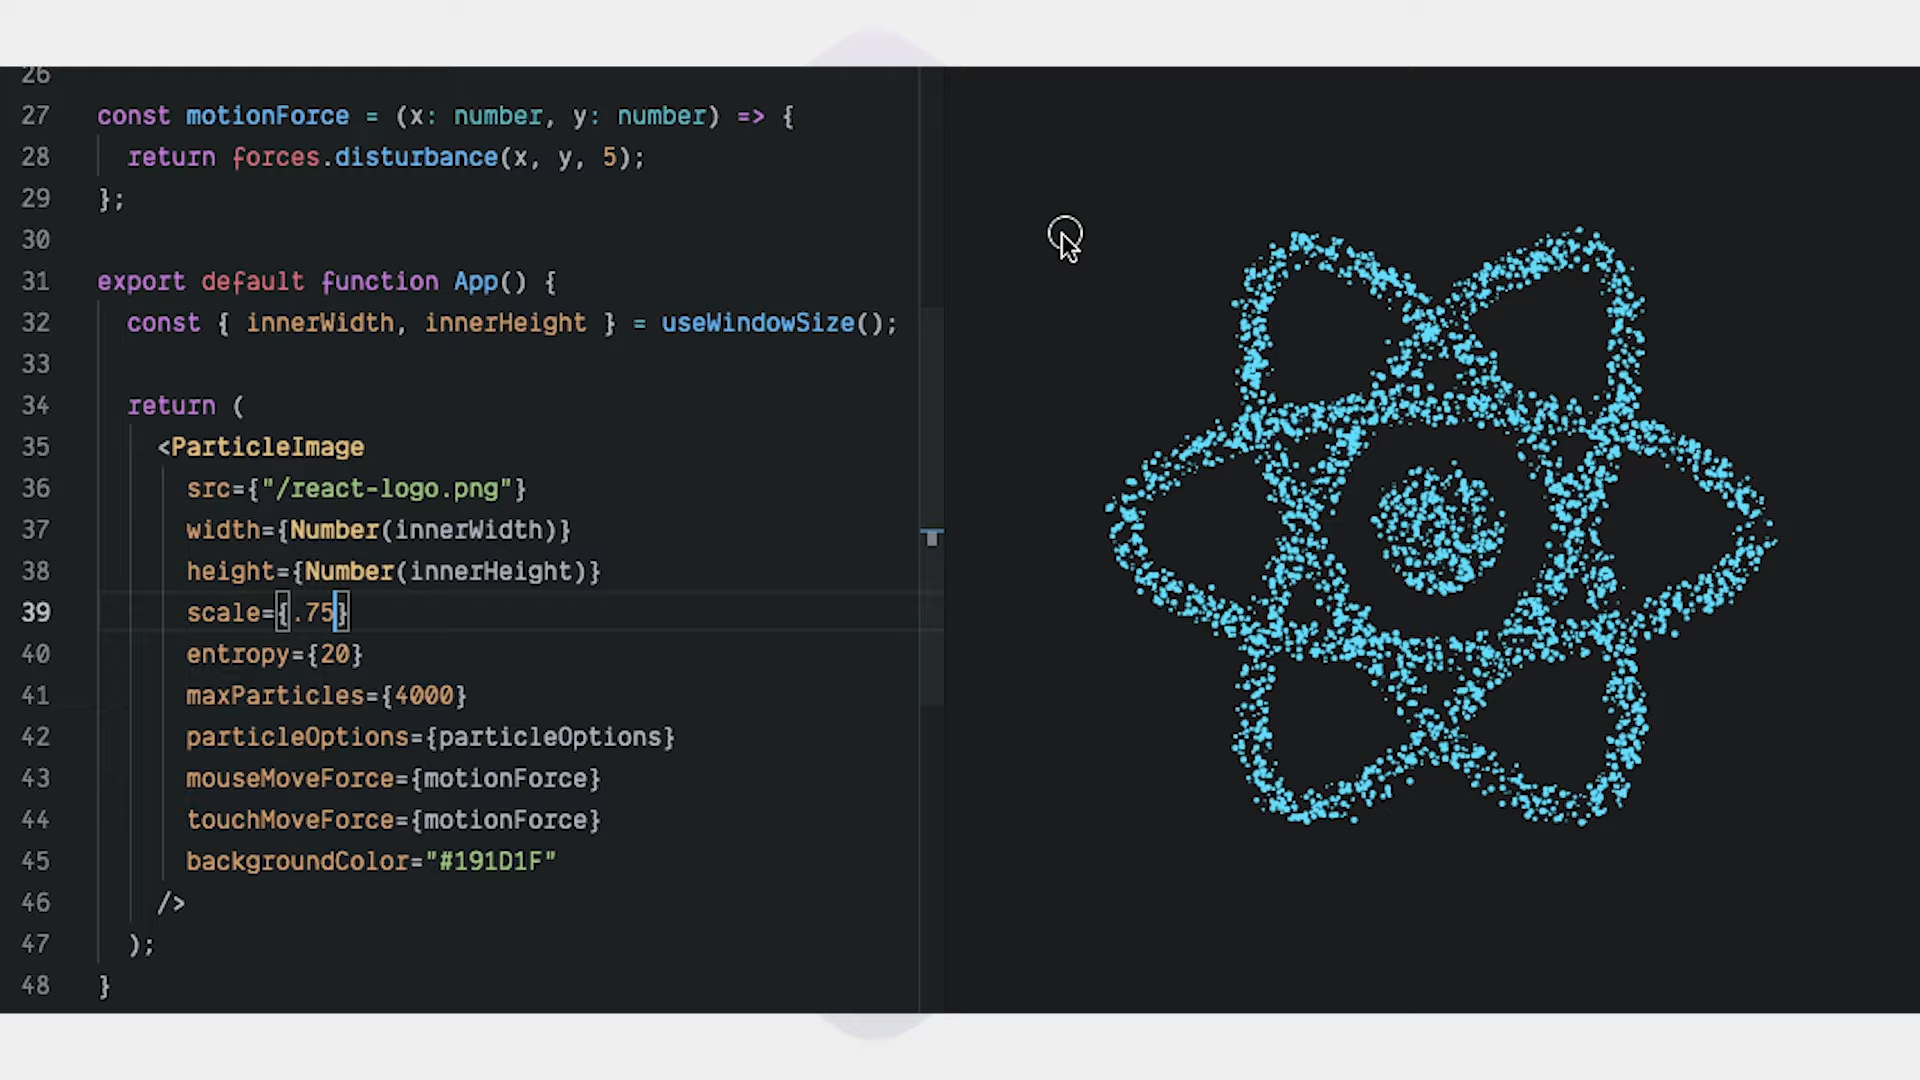 26
27 const motionForce = (x: number, y: number) => {
28 return forces.disturbance(x, y, 5);
29 };
30
31 export default function App() {
32 const { innerWidth, innerHeight } = useWindowSize();
33
34 return (
35 <ParticleImage
36 src={"/react-logo.png"}
37 width={Number(innerWidth)}
38 height={Number(innerHeight)}
39 scale={.75}
40 entropy={20}
41 maxParticles={4000}
42 particleOptions={particleOptions}
43 mouseMoveForce={motionForce}
44 touchMoveForce={motionForce}
45 backgroundColor="#191D1F"
46 />
47 );
48 }